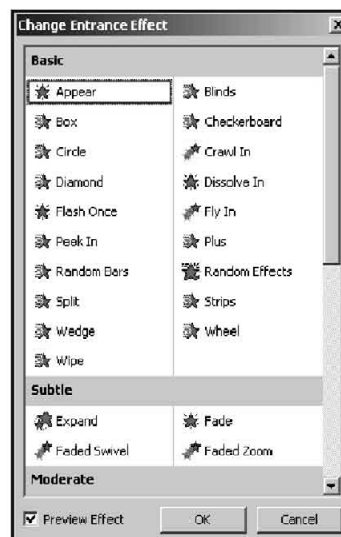 Change Entrance Effect
Basic
Appear Blinds
Box Checkerboard
Circle Crawl In
Diamond Dissolve In
Flash Once Fly In
Peek In Plus
Random Bars Random Effects
Split Strips
Wedge Wheel
Wipe
Subtle
Expand Fade
Faded Swivel Faded Zoom
Moderate
Preview Effect OK Cancel